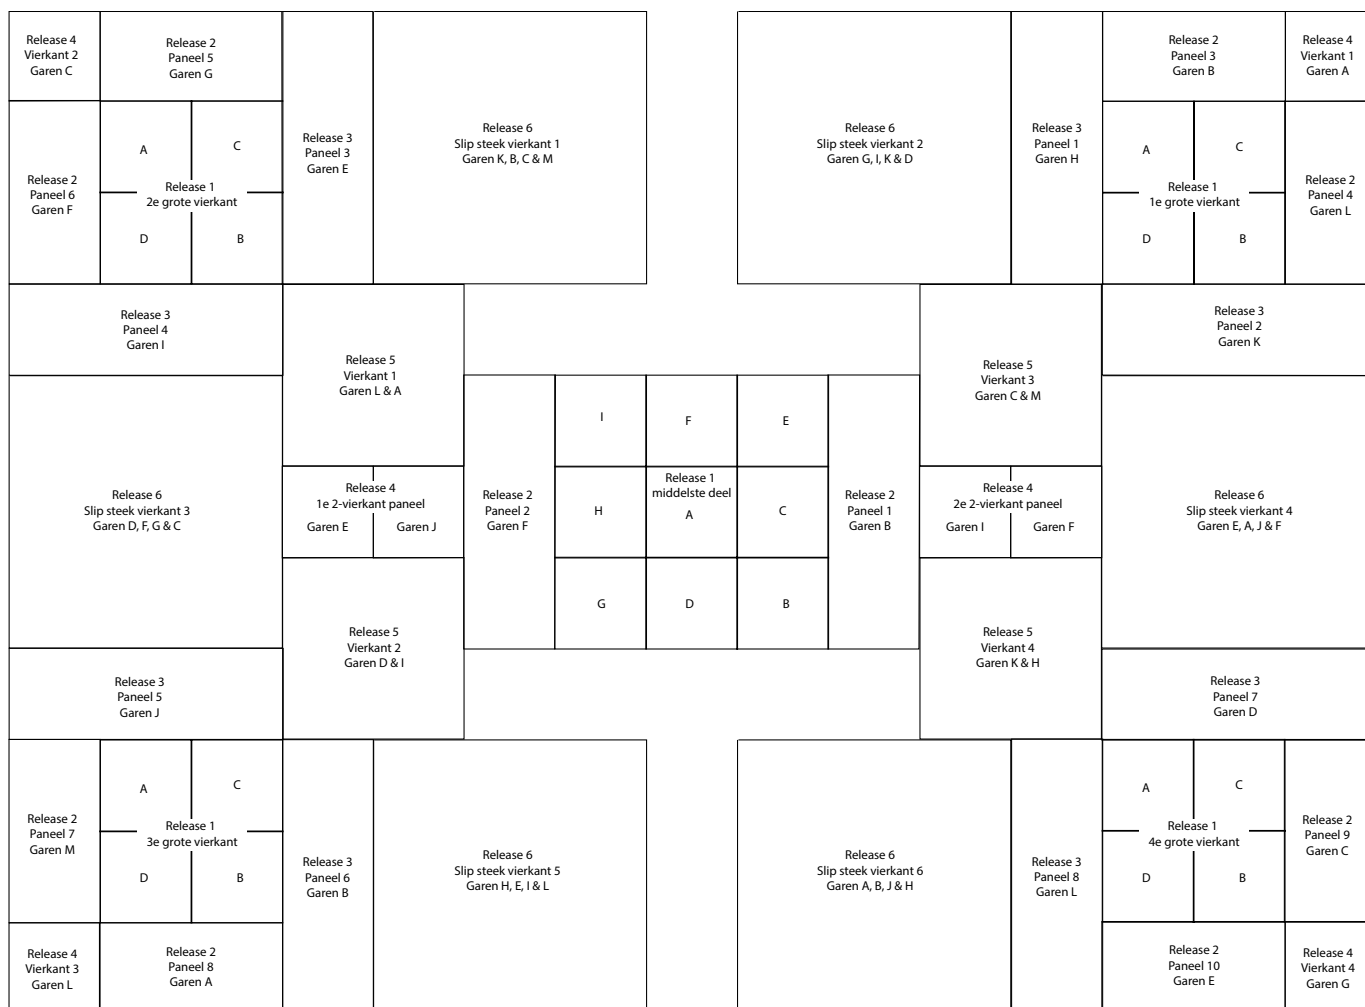 Release 4
Vierkant 2
Garen C
Release 2
Paneel 5
Garen G
Release 3
Paneel 3
Garen E
Release 6
Slip steek vierkant 1
Garen K, B, C & M
Release 6
Slip steek vierkant 2
Garen G, I, K & D
Release 3
Paneel 1
Garen H
Release 2
Paneel 3
Garen B
Release 4
Vierkant 1
Garen A
Release 2
Paneel 6
Garen F
A
C
Release 1
2e grote vierkant
D
B
A
C
Release 1
1e grote vierkant
D
B
Release 2
Paneel 4
Garen L
Release 3
Paneel 4
Garen I
Release 5
Vierkant 1
Garen L & A
Release 5
Vierkant 3
Garen C & M
Release 3
Paneel 2
Garen K
Release 6
Slip steek vierkant 3
Garen D, F, G & C
Release 4
1e 2-vierkant paneel
Garen E
Garen J
Release 2
Paneel 2
Garen F
I
F
E
Release 1
middelste deel
H
A
C
G
D
B
Release 2
Paneel 1
Garen B
Release 4
2e 2-vierkant paneel
Garen I
Garen F
Release 6
Slip steek vierkant 4
Garen E, A, J & F
Release 5
Vierkant 2
Garen D & I
Release 5
Vierkant 4
Garen K & H
Release 3
Paneel 5
Garen J
Release 3
Paneel 7
Garen D
Release 2
Paneel 7
Garen M
A
C
Release 1
3e grote vierkant
D
B
Release 3
Paneel 6
Garen B
Release 6
Slip steek vierkant 5
Garen H, E, I & L
Release 6
Slip steek vierkant 6
Garen A, B, J & H
Release 3
Paneel 8
Garen L
A
C
Release 1
4e grote vierkant
D
B
Release 2
Paneel 9
Garen C
Release 4
Vierkant 3
Garen L
Release 2
Paneel 8
Garen A
Release 2
Paneel 10
Garen E
Release 4
Vierkant 4
Garen G